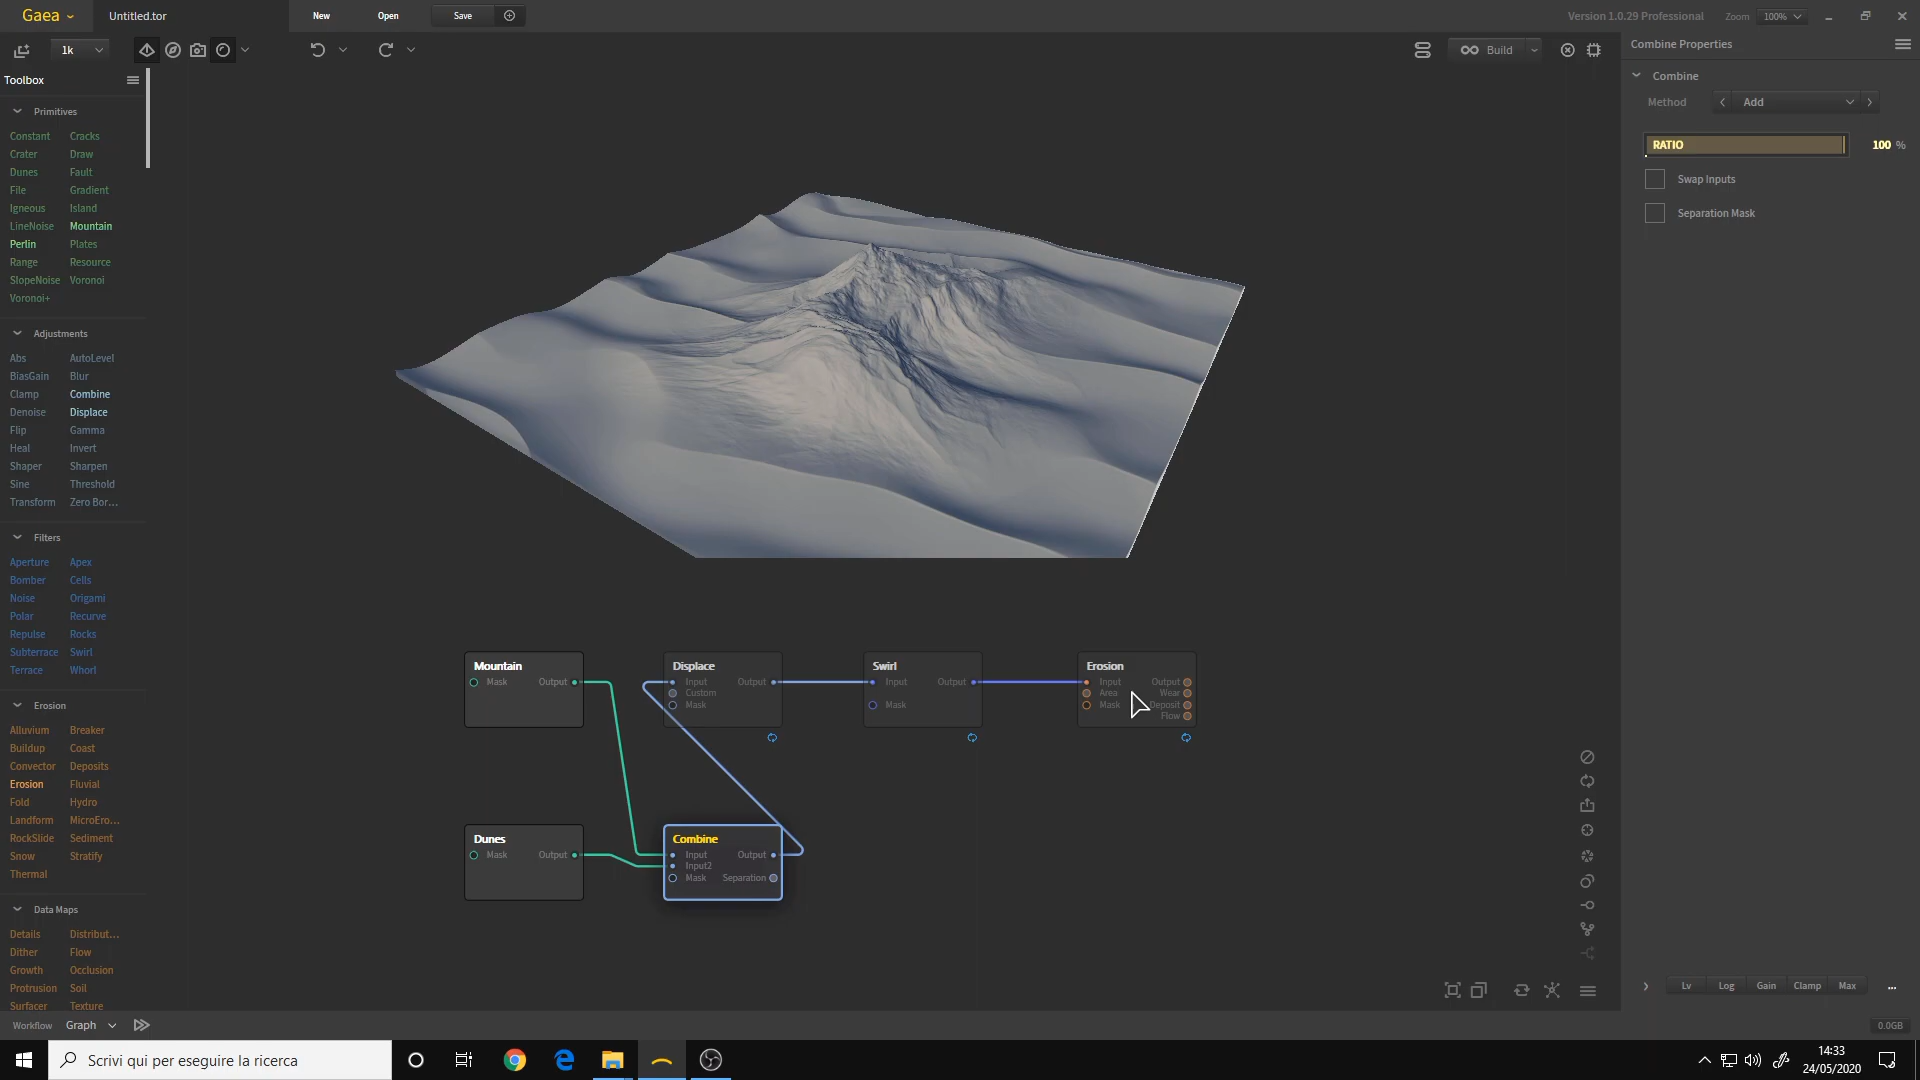 Gaea
Untitled.tor
New
Open
Save
Version 1.0.29 Professional
Zoom
100%
1k
Build
Toolbox
Primitives
Constant Cracks
Crater Draw
Dunes Fault
File Gradient
Igneous Island
LineNoise Mountain
Perlin Plates
Range Resource
SlopeNoise Voronoi
Voronoi+
Adjustments
Abs AutoLevel
BiasGain Blur
Clamp Combine
Denoise Displace
Flip Gamma
Heal Invert
Shaper Sharpen
Sine Threshold
Transform Zero Bor...
Filters
Aperture Apex
Bomber Cells
Noise Origami
Polar Recurve
Repulse Rocks
Subterrace Swirl
Terrace Whorl
Erosion
Alluvium Breaker
Buildup Coast
Convector Deposits
Erosion Fluvial
Fold Hydro
Landform MicroEro...
RockSlide Sediment
Snow Stratify
Thermal
Data Maps
Details Distribut...
Dither Flow
Growth Occlusion
Protrusion Soil
Surfacer Texture
Mountain
Mask Output
Displace
Input Output
Custom
Mask
Swirl
Input Output
Mask
Erosion
Input Output
Area Wear
Mask Deposit
Flow
Dunes
Mask Output
Combine
Input Output
Input2
Mask Separation
Combine Properties
Combine
Method Add
RATIO 100 %
Swap Inputs
Separation Mask
Lv Log Gain Clamp Max ...
Workflow Graph
0.0GB
Scrivi qui per eseguire la ricerca
14:33
24/05/2020